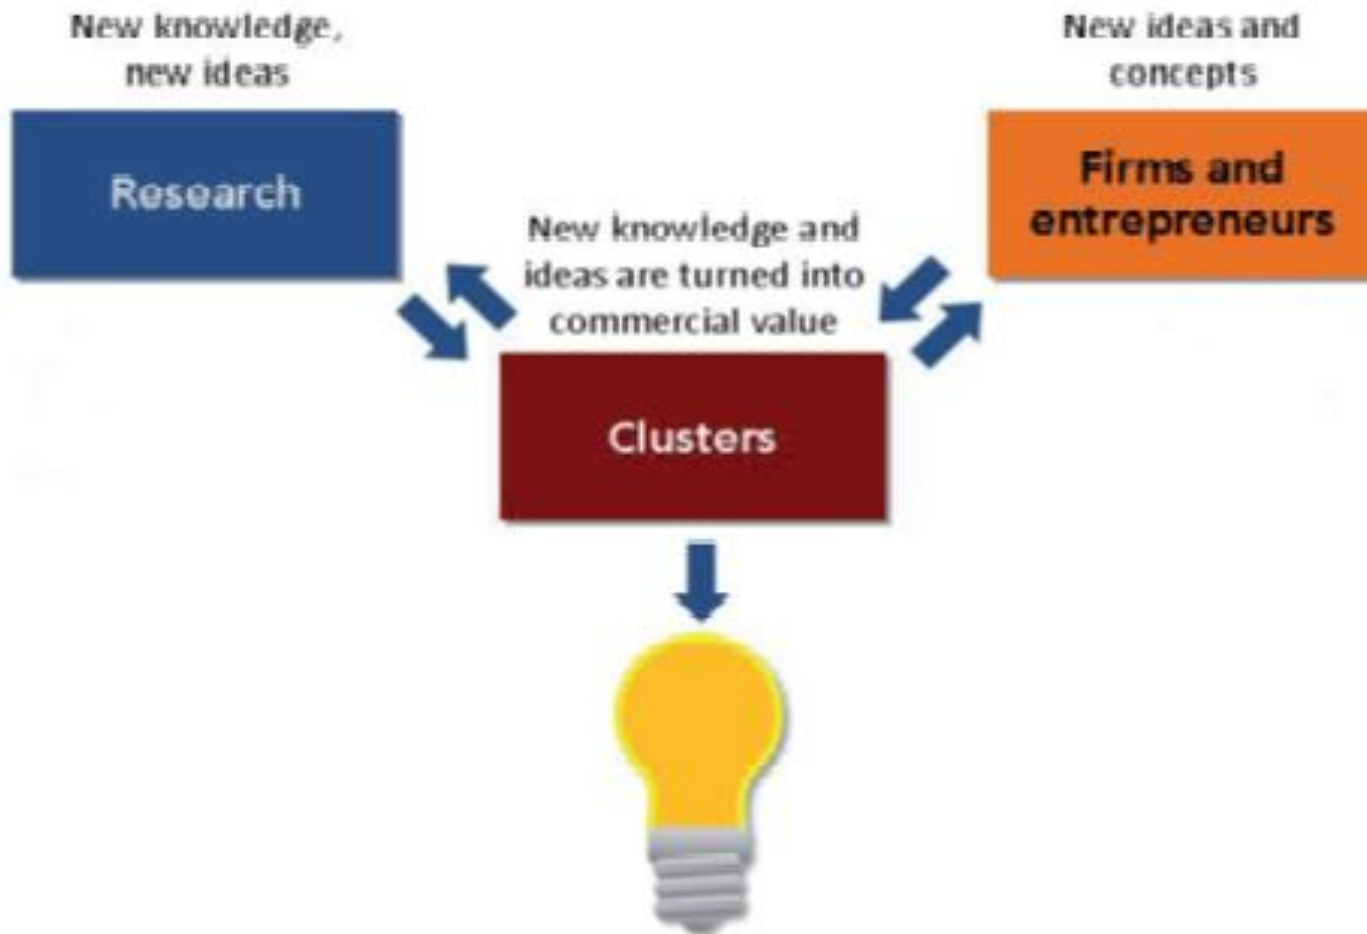 New knowledge,
new ideas
Research
New ideas and
concepts
Firms and
entrepreneurs
New knowledge and
ideas are turned into
commercial value
Clusters